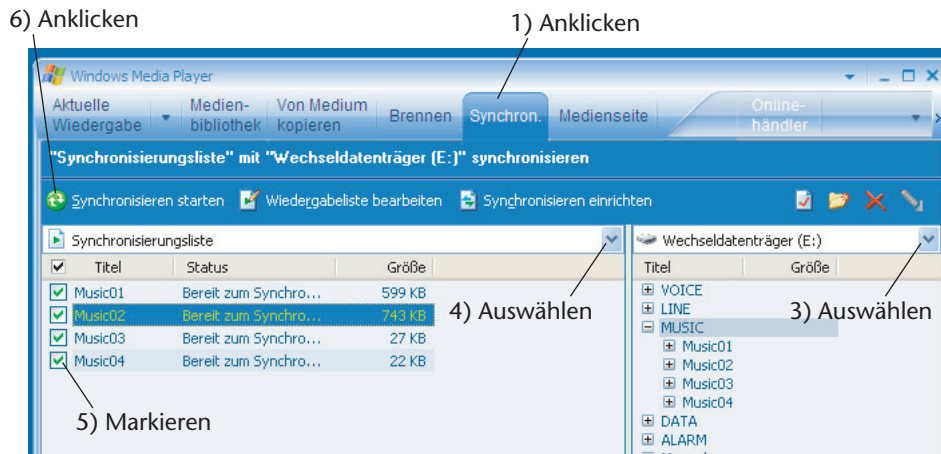 6) Anklicken
1) Anklicken
Windows Media Player
Aktuelle Wiedergabe
Medien-bibliothek
Von Medium kopieren
Brennen
Synchron.
Medienseite
Online-händler
"Synchronisierungsliste" mit "Wechseldatenträger (E:)" synchronisieren
Synchronisieren starten
Wiedergabeliste bearbeiten
Synchronisieren einrichten
Synchronisierungsliste
Wechseldatenträger (E:)
Titel Status Größe
Titel Größe
Music01 Bereit zum Synchro... 599 KB
Music02 Bereit zum Synchro... 743 KB
Music03 Bereit zum Synchro... 27 KB
Music04 Bereit zum Synchro... 22 KB
4) Auswählen
3) Auswählen
5) Markieren
VOICE
LINE
MUSIC
Music01
Music02
Music03
Music04
DATA
ALARM